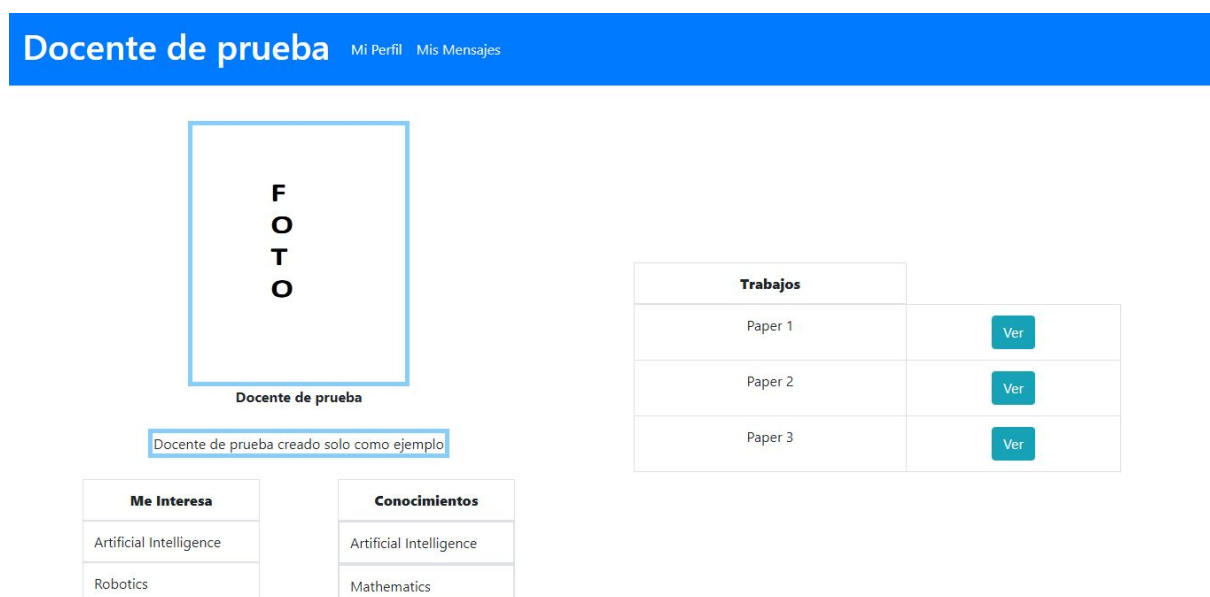 Docente de prueba Mi Perfil Mis Mensajes
F
O
T
O
Docente de prueba
Docente de prueba creado solo como ejemplo
Me Interesa Conocimientos
Artificial Intelligence Artificial Intelligence
Robotics Mathematics
Trabajos
Paper 1 Ver
Paper 2 Ver
Paper 3 Ver